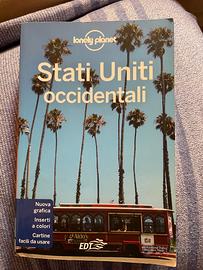 lonely planet
Stati Uniti
occidentali
Nuova
grafica
Inserti
a colori
Cartine
facili da usare
EDT